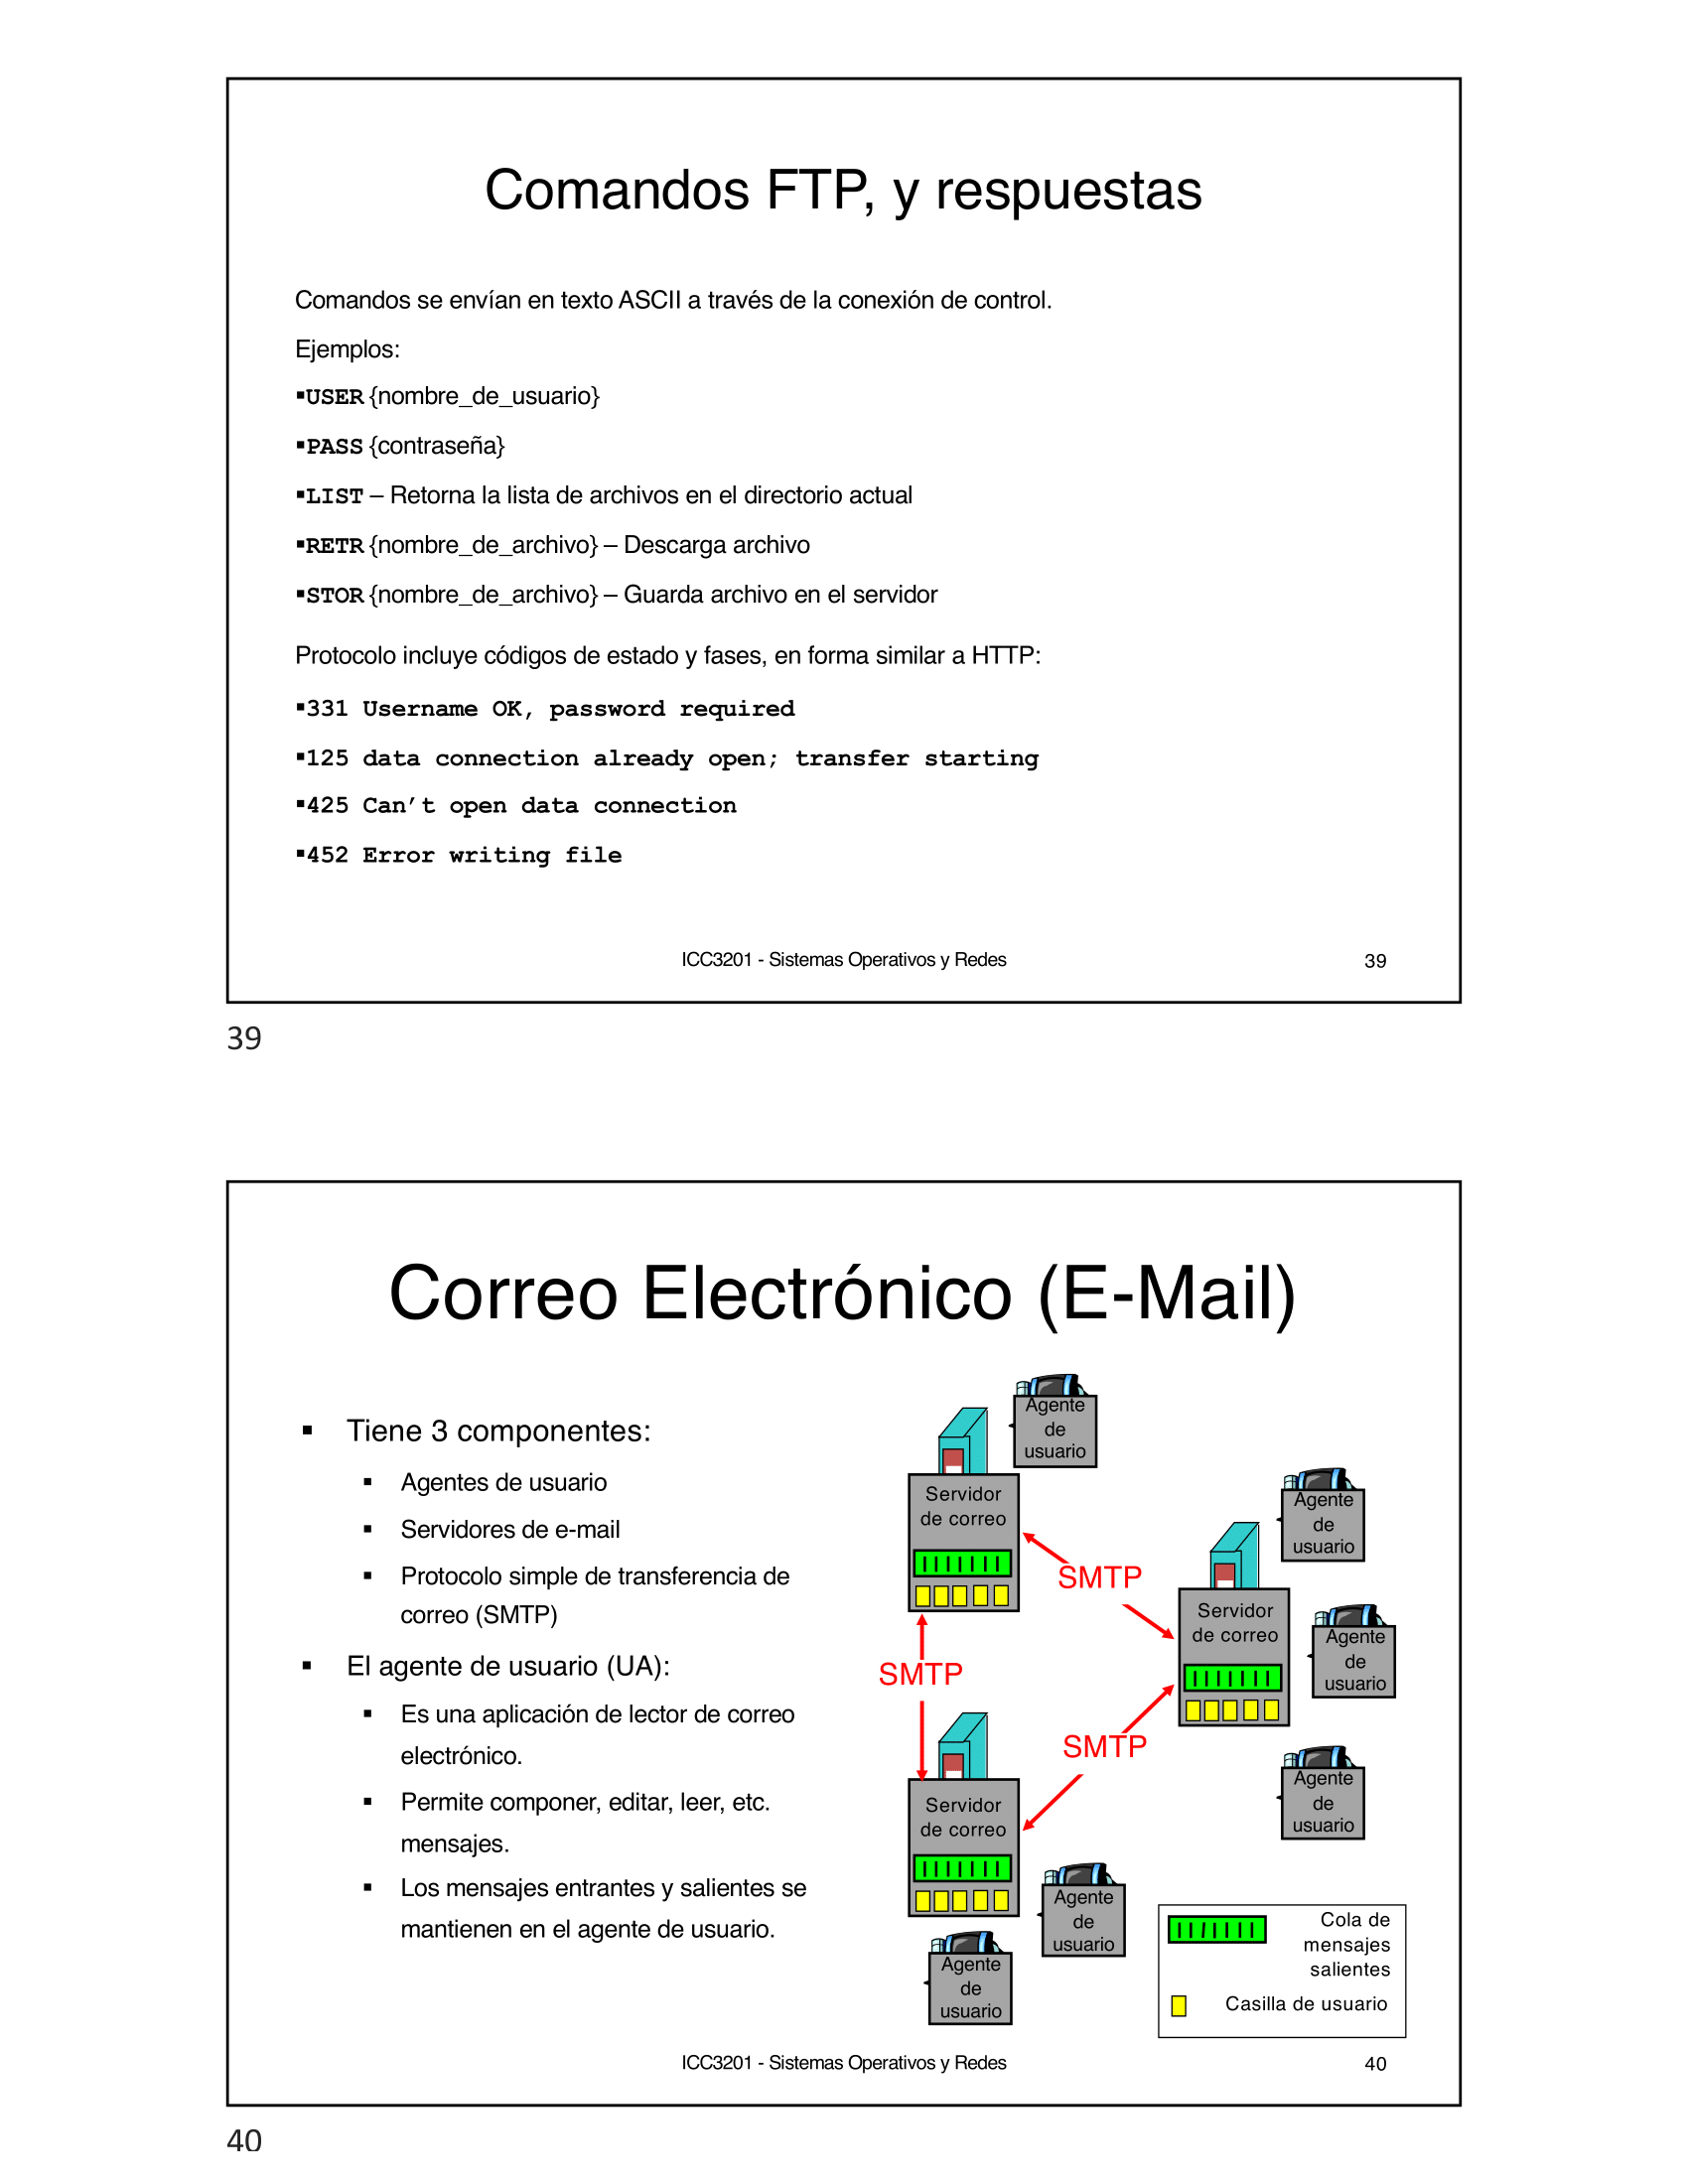 Comandos FTP, y respuestas
Comandos se envían en texto ASCII a través de la conexión de control.
Ejemplos:
▪USER {nombre_de_usuario}
▪PASS {contraseña}
▪LIST – Retorna la lista de archivos en el directorio actual
▪RETR {nombre_de_archivo} – Descarga archivo
▪STOR {nombre_de_archivo} – Guarda archivo en el servidor
Protocolo incluye códigos de estado y fases, en forma similar a HTTP:
▪331 Username OK, password required
▪125 data connection already open; transfer starting
▪425 Can’t open data connection
▪452 Error writing file
ICC3201 - Sistemas Operativos y Redes
39
39
Correo Electrónico (E-Mail)
▪ Tiene 3 componentes:
▪ Agentes de usuario
▪ Servidores de e-mail
▪ Protocolo simple de transferencia de
correo (SMTP)
▪ El agente de usuario (UA):
▪ Es una aplicación de lector de correo
electrónico.
▪ Permite componer, editar, leer, etc.
mensajes.
▪ Los mensajes entrantes y salientes se
mantienen en el agente de usuario.
Agente
de
usuario
Servidor
de correo
Agente
de
usuario
SMTP
Servidor
de correo
Agente
de
usuario
SMTP
SMTP
Agente
de
usuario
Servidor
de correo
Agente
de
usuario
Agente
de
usuario
Cola de
mensajes
salientes
Casilla de usuario
ICC3201 - Sistemas Operativos y Redes
40
40